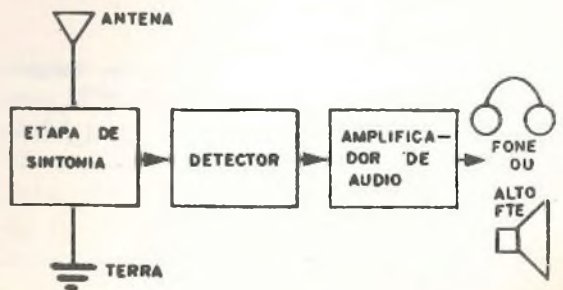 ANTENA
ETAPA DE
SINTONIA
DETECTOR
AMPLIFICA-
DOR DE
AUDIO
FONE
OU
ALTO
FTE
TERRA